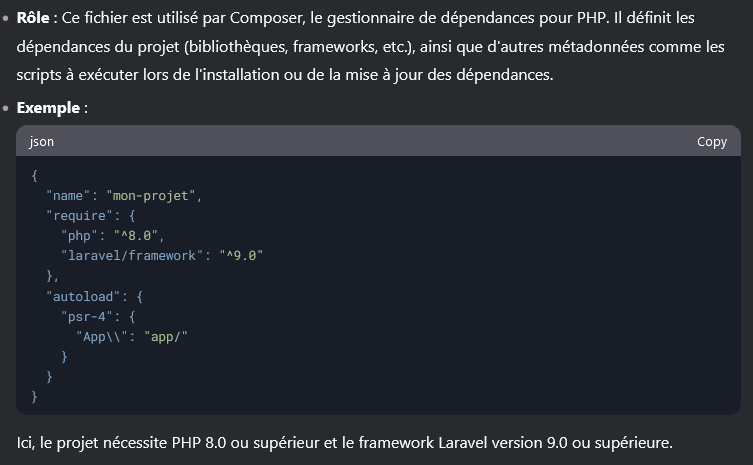 Rôle : Ce fichier est utilisé par Composer, le gestionnaire de dépendances pour PHP. Il définit les
dépendances du projet (bibliothèques, frameworks, etc.), ainsi que d'autres métadonnées comme les
scripts à exécuter lors de l'installation ou de la mise à jour des dépendances.
Exemple :
json Copy
{
  "name": "mon-projet",
  "require": {
    "php": "^8.0",
    "laravel/framework": "^9.0"
  },
  "autoload": {
    "psr-4": {
      "App\\": "app/"
    }
  }
}
Ici, le projet nécessite PHP 8.0 ou supérieur et le framework Laravel version 9.0 ou supérieure.